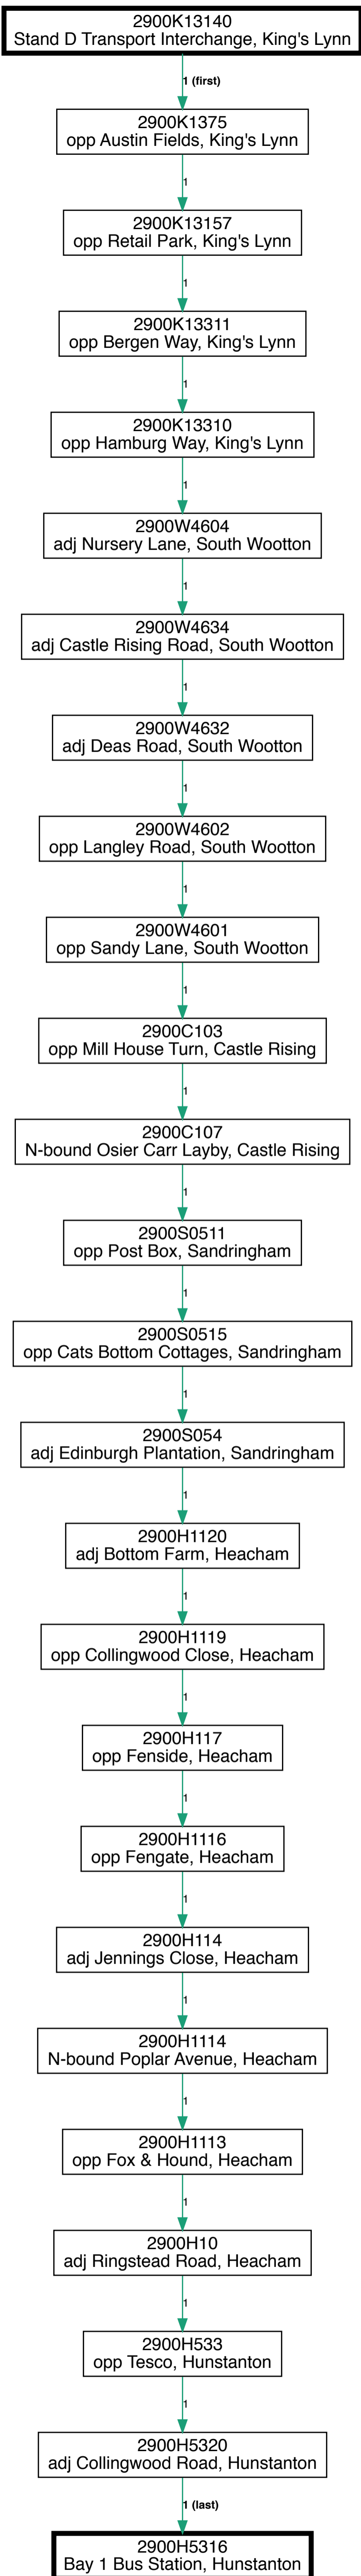 2900K13140
Stand D Transport Interchange, King's Lynn
1 (first)
2900K1375
opp Austin Fields, King's Lynn
1
2900K13157
opp Retail Park, King's Lynn
1
2900K13311
opp Bergen Way, King's Lynn
1
2900K13310
opp Hamburg Way, King's Lynn
1
2900W4604
adj Nursery Lane, South Wootton
1
2900W4634
adj Castle Rising Road, South Wootton
1
2900W4632
adj Deas Road, South Wootton
1
2900W4602
opp Langley Road, South Wootton
1
2900W4601
opp Sandy Lane, South Wootton
1
2900C103
opp Mill House Turn, Castle Rising
1
2900C107
N-bound Osier Carr Layby, Castle Rising
1
2900S0511
opp Post Box, Sandringham
1
2900S0515
opp Cats Bottom Cottages, Sandringham
1
2900S054
adj Edinburgh Plantation, Sandringham
1
2900H1120
adj Bottom Farm, Heacham
1
2900H1119
opp Collingwood Close, Heacham
1
2900H117
opp Fenside, Heacham
1
2900H1116
opp Fengate, Heacham
1
2900H114
adj Jennings Close, Heacham
1
2900H1114
N-bound Poplar Avenue, Heacham
1
2900H1113
opp Fox & Hound, Heacham
1
2900H10
adj Ringstead Road, Heacham
1
2900H533
opp Tesco, Hunstanton
1
2900H5320
adj Collingwood Road, Hunstanton
1 (last)
2900H5316
Bay 1 Bus Station, Hunstanton